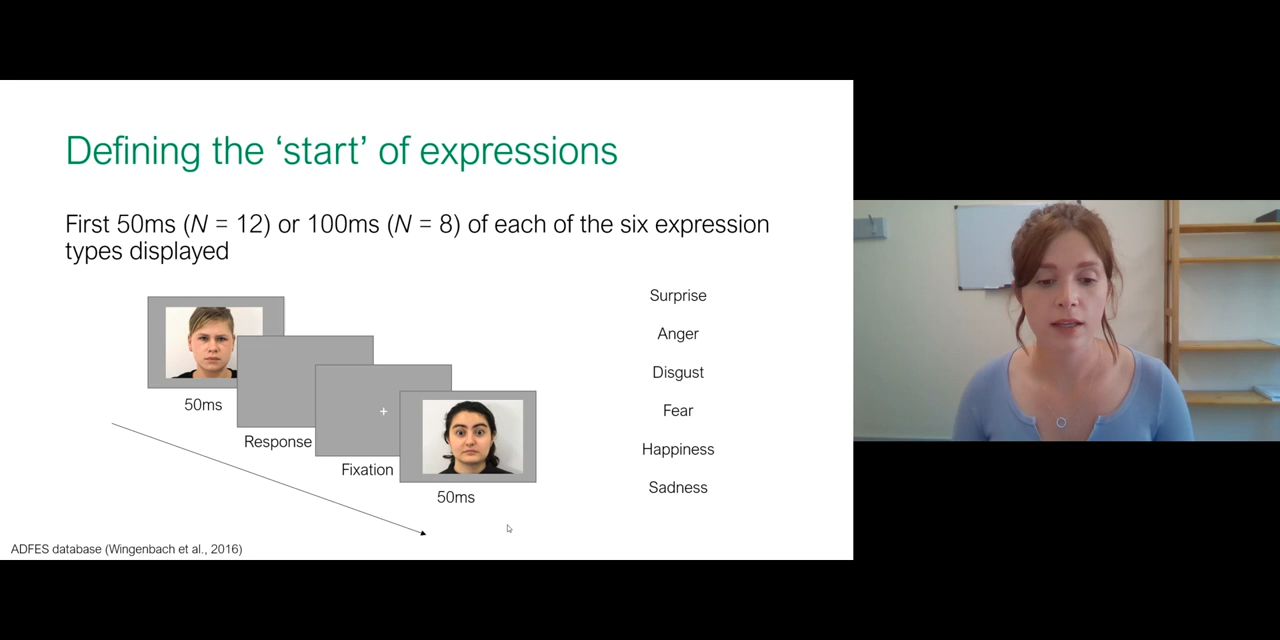 Defining the ‘start’ of expressions
First 50ms (N = 12) or 100ms (N = 8) of each of the six expression
types displayed
50ms
Response
Fixation
50ms
Surprise
Anger
Disgust
Fear
Happiness
Sadness
ADFES database (Wingenbach et al., 2016)